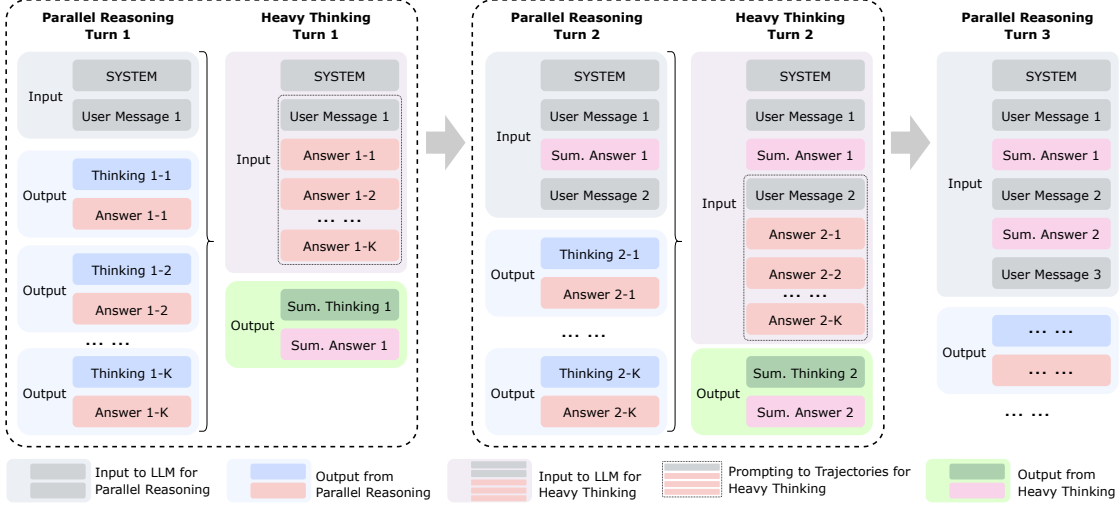 Parallel Reasoning
Turn 1
Input
SYSTEM
User Message 1
Output
Thinking 1-1
Answer 1-1
Output
Thinking 1-2
Answer 1-2
... ...
Output
Thinking 1-K
Answer 1-K
Heavy Thinking
Turn 1
Input
SYSTEM
User Message 1
Answer 1-1
Answer 1-2
... ...
Answer 1-K
Output
Sum. Thinking 1
Sum. Answer 1
Parallel Reasoning
Turn 2
Input
SYSTEM
User Message 1
Sum. Answer 1
User Message 2
Output
Thinking 2-1
Answer 2-1
... ...
Output
Thinking 2-K
Answer 2-K
Heavy Thinking
Turn 2
Input
SYSTEM
User Message 1
Sum. Answer 1
User Message 2
Answer 2-1
Answer 2-2
... ...
Answer 2-K
Output
Sum. Thinking 2
Sum. Answer 2
Parallel Reasoning
Turn 3
Input
SYSTEM
User Message 1
Sum. Answer 1
User Message 2
Sum. Answer 2
User Message 3
Output
... ...
... ...
... ...
Input to LLM for
Parallel Reasoning
Output from
Parallel Reasoning
Input to LLM for
Heavy Thinking
Prompting to Trajectories for
Heavy Thinking
Output from
Heavy Thinking